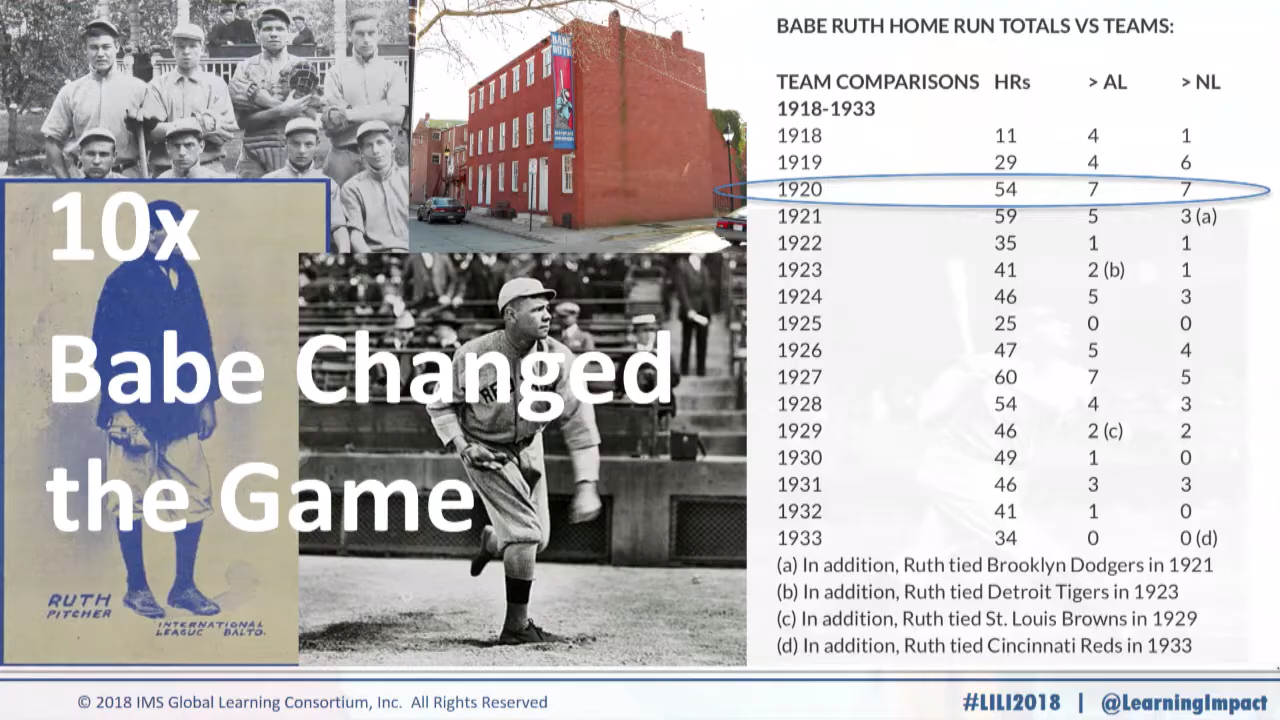 BABE RUTH
10x
Babe Changed
the Game
RUTH
PITCHER
INTERNATIONAL
LEAGUE BALTO.
BABE RUTH HOME RUN TOTALS VS TEAMS:
TEAM COMPARISONS HRs > AL > NL
1918-1933
1918 11 4 1
1919 29 4 6
1920 54 7 7
1921 59 5 3 (a)
1922 35 1 1
1923 41 2 (b) 1
1924 46 5 3
1925 25 0 0
1926 47 5 4
1927 60 7 5
1928 54 4 3
1929 46 2 (c) 2
1930 49 1 0
1931 46 3 3
1932 41 1 0
1933 34 0 0 (d)
(a) In addition, Ruth tied Brooklyn Dodgers in 1921
(b) In addition, Ruth tied Detroit Tigers in 1923
(c) In addition, Ruth tied St. Louis Browns in 1929
(d) In addition, Ruth tied Cincinnati Reds in 1933
© 2018 IMS Global Learning Consortium, Inc. All Rights Reserved
#LILI2018 | @LearningImpact